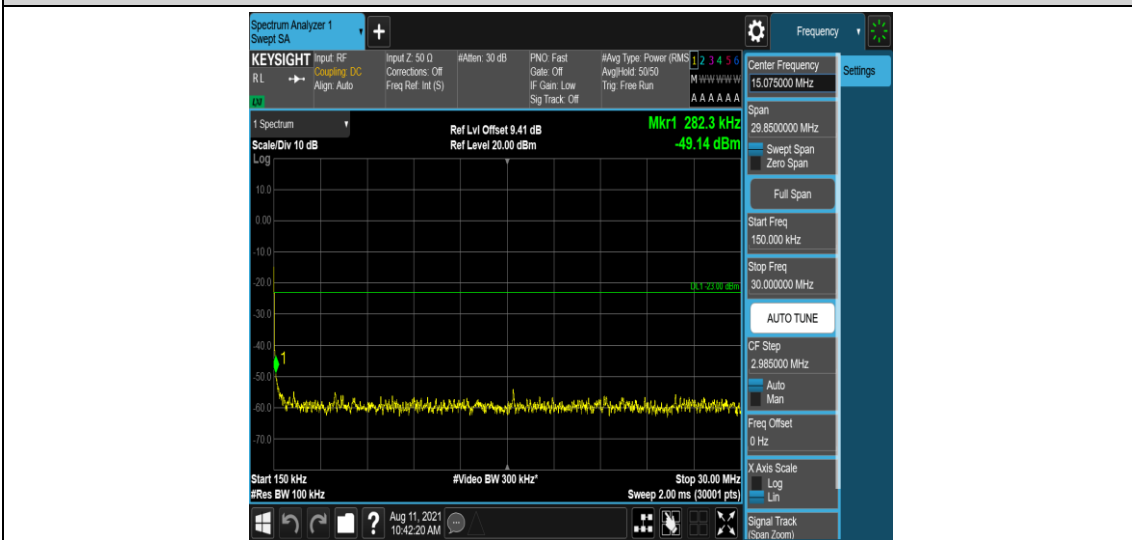 Spectrum Analyzer 1
Swept SA
+
Frequency
KEYSIGHT
RL
LXI
Input: RF
Coupling: DC
Align: Auto
Input Z: 50 Ω
Corrections: Off
Freq Ref: Int (S)
#Atten: 30 dB
PNO: Fast
Gate: Off
IF Gain: Low
Sig Track: Off
#Avg Type: Power (RMS
Avg|Hold: 50/50
Trig: Free Run
1 2 3 4 5 6
M W W W W W
A A A A A A
1 Spectrum
Scale/Div 10 dB
Log
Ref Lvl Offset 9.41 dB
Ref Level 20.00 dBm
Mkr1 282.3 kHz
-49.14 dBm
10.0
0.00
-10.0
-20.0
-30.0
-40.0
-50.0
-60.0
-70.0
DL1 -23.00 dBm
1
Start 150 kHz
#Res BW 100 kHz
#Video BW 300 kHz*
Stop 30.00 MHz
Sweep 2.00 ms (30001 pts)
Center Frequency
15.075000 MHz
Settings
Span
29.8500000 MHz
Swept Span
Zero Span
Full Span
Start Freq
150.000 kHz
Stop Freq
30.000000 MHz
AUTO TUNE
CF Step
2.985000 MHz
Auto
Man
Freq Offset
0 Hz
X Axis Scale
Log
Lin
Signal Track
(Span Zoom)
?
Aug 11, 2021
10:42:20 AM